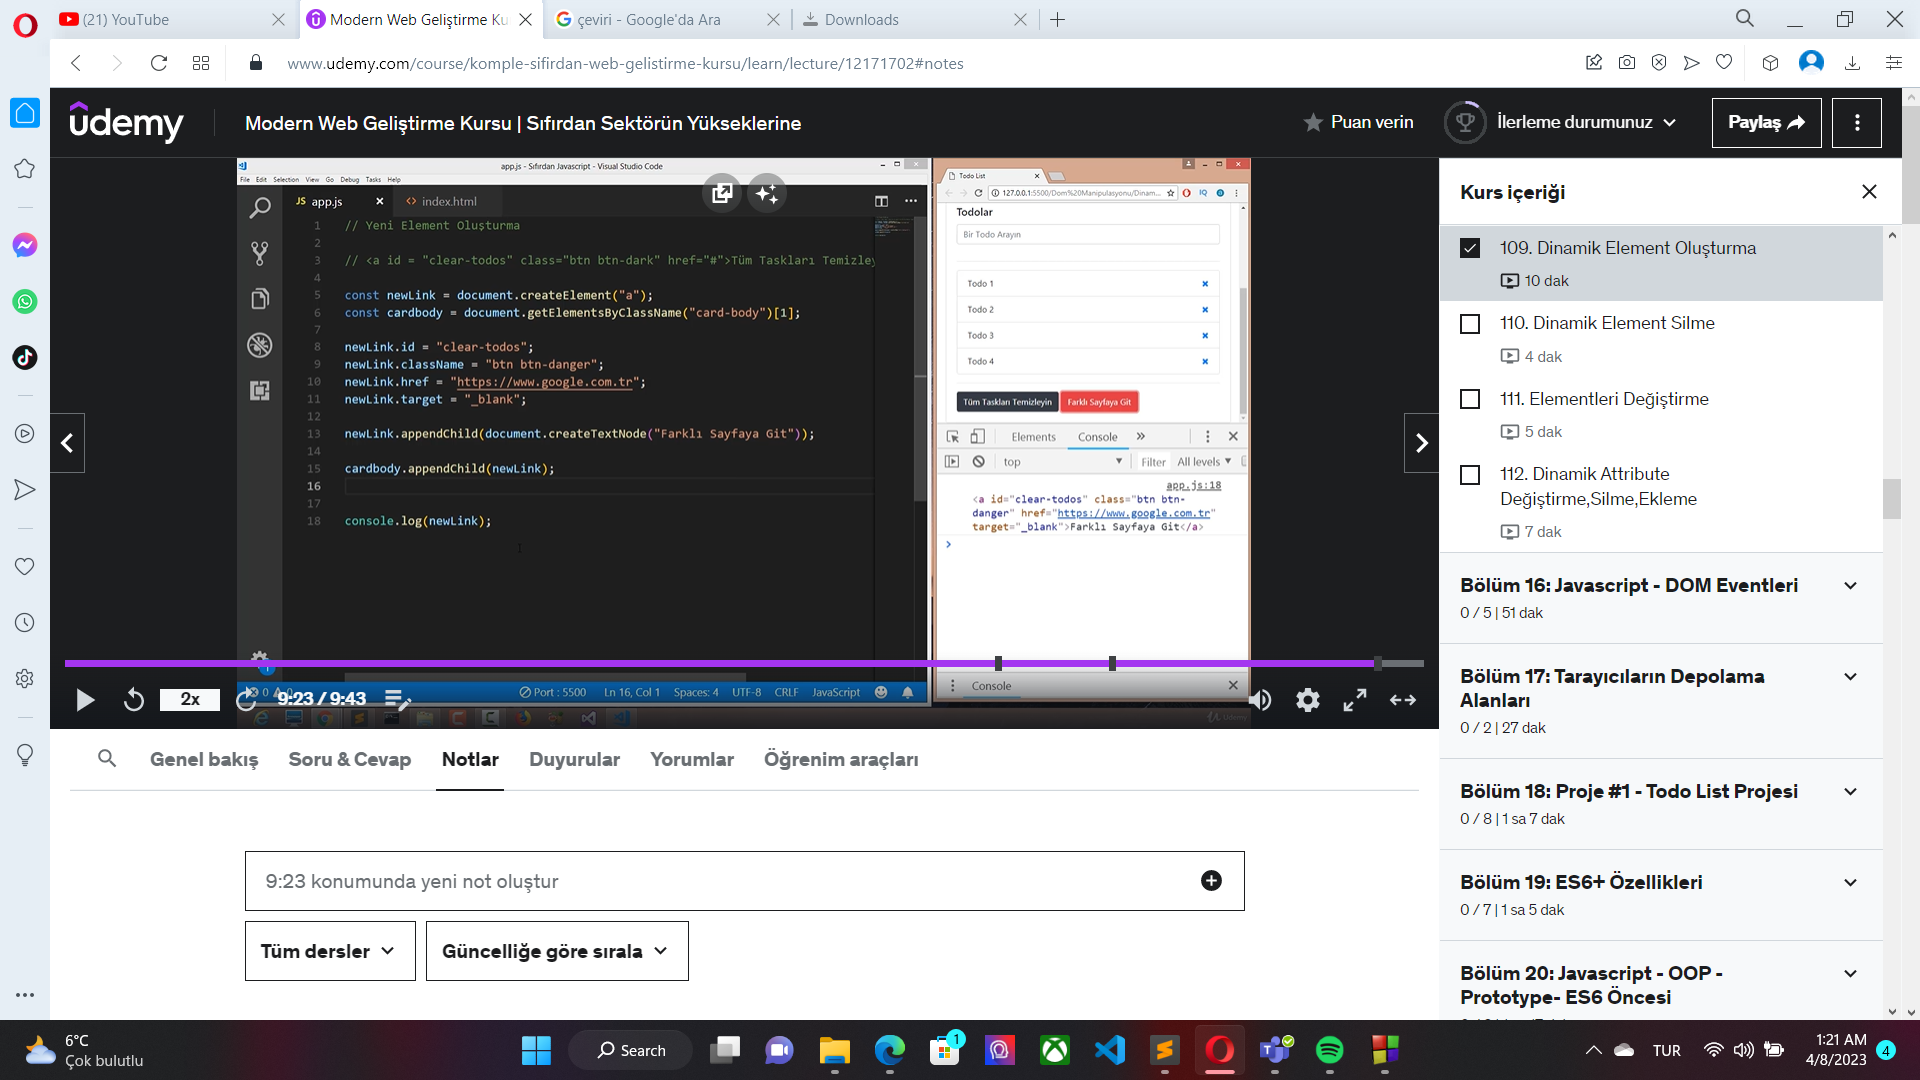 (21) YouTube
Modern Web Geliştirme Ku
çeviri - Google'da Ara
Downloads
www.udemy.com/course/komple-sifirdan-web-gelistirme-kursu/learn/lecture/12171702#notes
udemy
Modern Web Geliştirme Kursu | Sıfırdan Sektörün Yükseklerine
Puan verin
İlerleme durumunuz
Paylaş
app.js - Sıfırdan Javascript - Visual Studio Code
File Edit Selection View Go Debug Tasks Help
JS app.js
<> index.html
1 // Yeni Element Oluşturma
2
3 // <a id = "clear-todos" class="btn btn-dark" href="#">Tüm Taskları Temizley
4
5 const newLink = document.createElement("a");
6 const cardbody = document.getElementsByClassName("card-body")[1];
7
8 newLink.id = "clear-todos";
9 newLink.className = "btn btn-danger";
10 newLink.href = "https://www.google.com.tr";
11 newLink.target = "_blank";
12
13 newLink.appendChild(document.createTextNode("Farklı Sayfaya Git"));
14
15 cardbody.appendChild(newLink);
16
17
18 console.log(newLink);
Port : 5500 Ln 16, Col 1 Spaces: 4 UTF-8 CRLF JavaScript
Todo List
127.0.0.1:5500/Dom%20Manipulasyonu/Dinam...
Todolar
Bir Todo Arayın
Todo 1
Todo 2
Todo 3
Todo 4
Tüm Taskları Temizleyin
Farklı Sayfaya Git
Elements Console »
top Filter All levels
app.js:18
<a id="clear-todos" class="btn btn-
danger" href="https://www.google.com.tr"
target="_blank">Farklı Sayfaya Git</a>
Console
2x
9:23 / 9:43
Genel bakış
Soru & Cevap
Notlar
Duyurular
Yorumlar
Öğrenim araçları
9:23 konumunda yeni not oluştur
Tüm dersler
Güncelliğe göre sırala
Kurs içeriği
109. Dinamik Element Oluşturma
10 dak
110. Dinamik Element Silme
4 dak
111. Elementleri Değiştirme
5 dak
112. Dinamik Attribute
Değiştirme,Silme,Ekleme
7 dak
Bölüm 16: Javascript - DOM Eventleri
0 / 5 | 51 dak
Bölüm 17: Tarayıcıların Depolama
Alanları
0 / 2 | 27 dak
Bölüm 18: Proje #1 - Todo List Projesi
0 / 8 | 1 sa 7 dak
Bölüm 19: ES6+ Özellikleri
0 / 7 | 1 sa 5 dak
Bölüm 20: Javascript - OOP -
Prototype- ES6 Öncesi
6°C
Çok bulutlu
Search
1
TUR
1:21 AM
4/8/2023
4